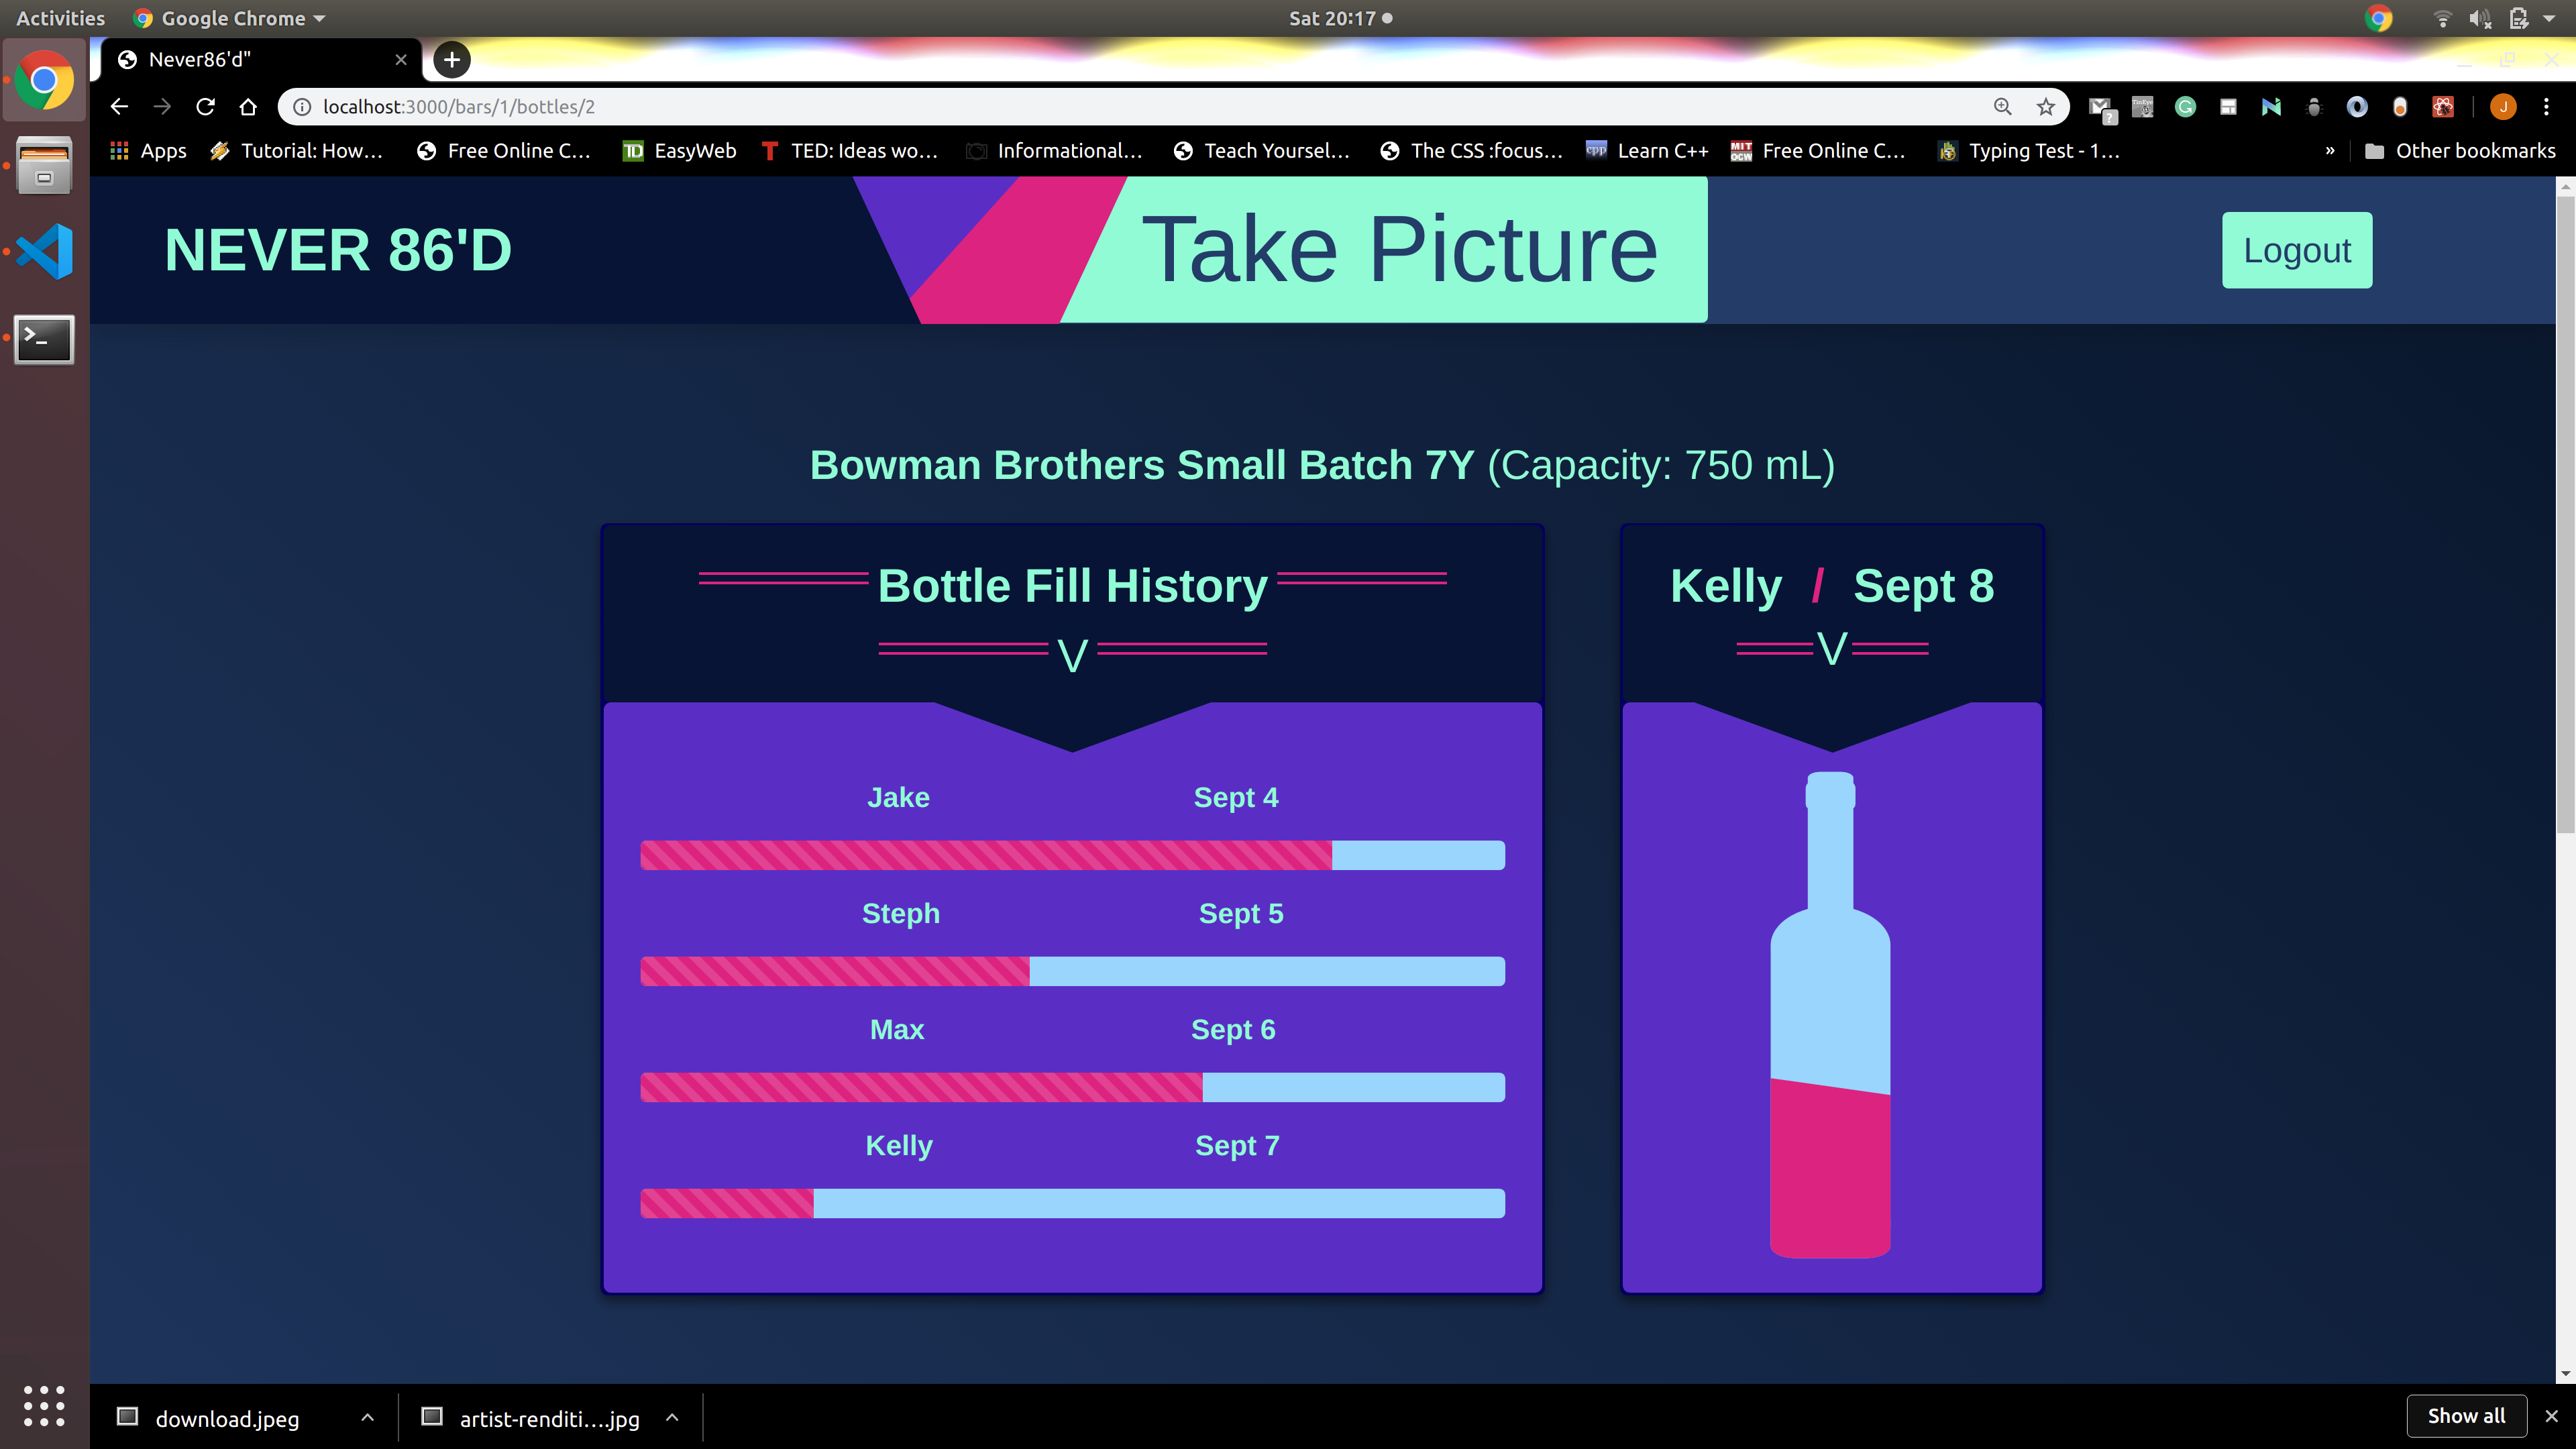 Activities Google Chrome Sat 20:17
Never86'd"
localhost:3000/bars/1/bottles/2 J
Apps Tutorial: How… Free Online C… EasyWeb TED: Ideas wo… Informational… Teach Yoursel… The CSS :focus… Learn C++ Free Online C… Typing Test - 1… » Other bookmarks
NEVER 86'D Take Picture Logout
Bowman Brothers Small Batch 7Y (Capacity: 750 mL)
Bottle Fill History
V
Jake Sept 4
Steph Sept 5
Max Sept 6
Kelly Sept 7
Kelly / Sept 8
V
download.jpeg artist-renditi….jpg Show all